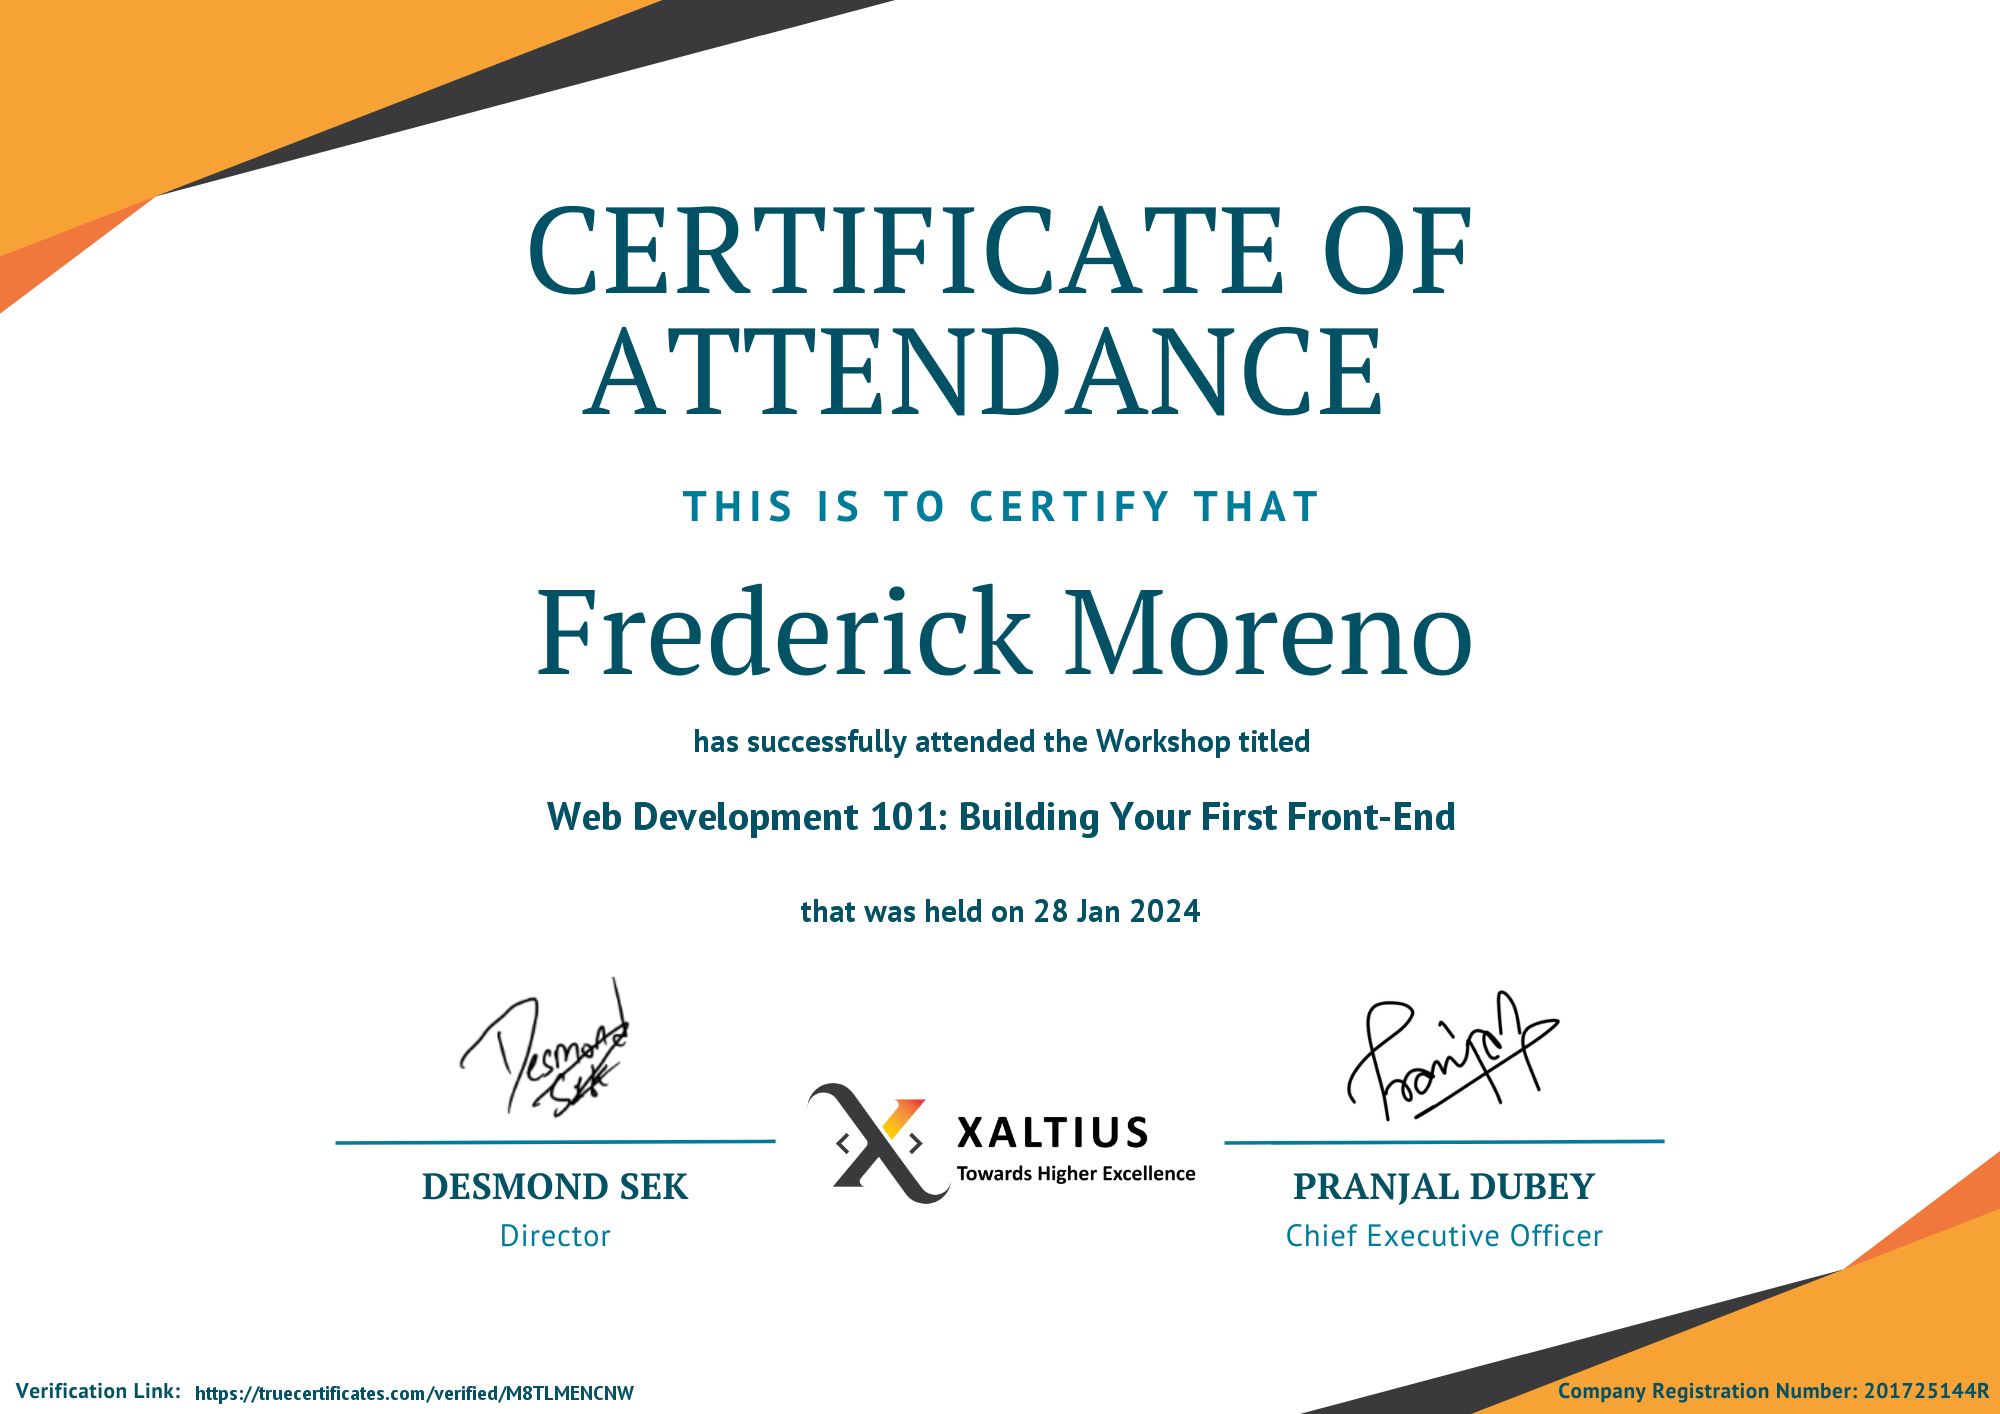 CERTIFICATE OF
ATTENDANCE
THIS IS TO CERTIFY THAT
Frederick Moreno
has successfully attended the Workshop titled
Web Development 101: Building Your First Front-End
that was held on 28 Jan 2024
Desmond
Sek
Pranjal
XALTIUS
Towards Higher Excellence
DESMOND SEK
Director
PRANJAL DUBEY
Chief Executive Officer
Verification Link: https://truecertificates.com/verified/M8TLMENCNW
Company Registration Number: 201725144R